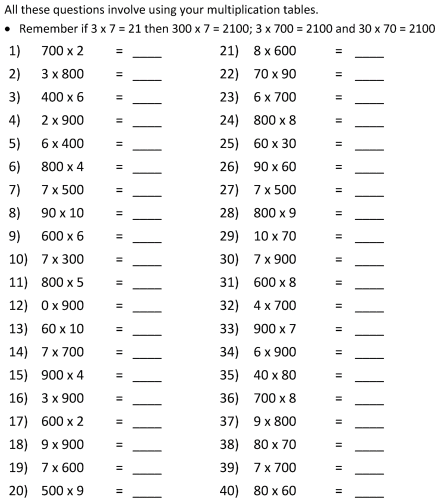 All these questions involve using your multiplication tables.
• Remember if 3 x 7 = 21 then 300 x 7 = 2100; 3 x 700 = 2100 and 30 x 70 = 2100
1) 700 x 2 = ____ 21) 8 x 600 = ____
2) 3 x 800 = ____ 22) 70 x 90 = ____
3) 400 x 6 = ____ 23) 6 x 700 = ____
4) 2 x 900 = ____ 24) 800 x 8 = ____
5) 6 x 400 = ____ 25) 60 x 30 = ____
6) 800 x 4 = ____ 26) 90 x 60 = ____
7) 7 x 500 = ____ 27) 7 x 500 = ____
8) 90 x 10 = ____ 28) 800 x 9 = ____
9) 600 x 6 = ____ 29) 10 x 70 = ____
10) 7 x 300 = ____ 30) 7 x 900 = ____
11) 800 x 5 = ____ 31) 600 x 8 = ____
12) 0 x 900 = ____ 32) 4 x 700 = ____
13) 60 x 10 = ____ 33) 900 x 7 = ____
14) 7 x 700 = ____ 34) 6 x 900 = ____
15) 900 x 4 = ____ 35) 40 x 80 = ____
16) 3 x 900 = ____ 36) 700 x 8 = ____
17) 600 x 2 = ____ 37) 9 x 800 = ____
18) 9 x 900 = ____ 38) 80 x 70 = ____
19) 7 x 600 = ____ 39) 7 x 700 = ____
20) 500 x 9 = ____ 40) 80 x 60 = ____